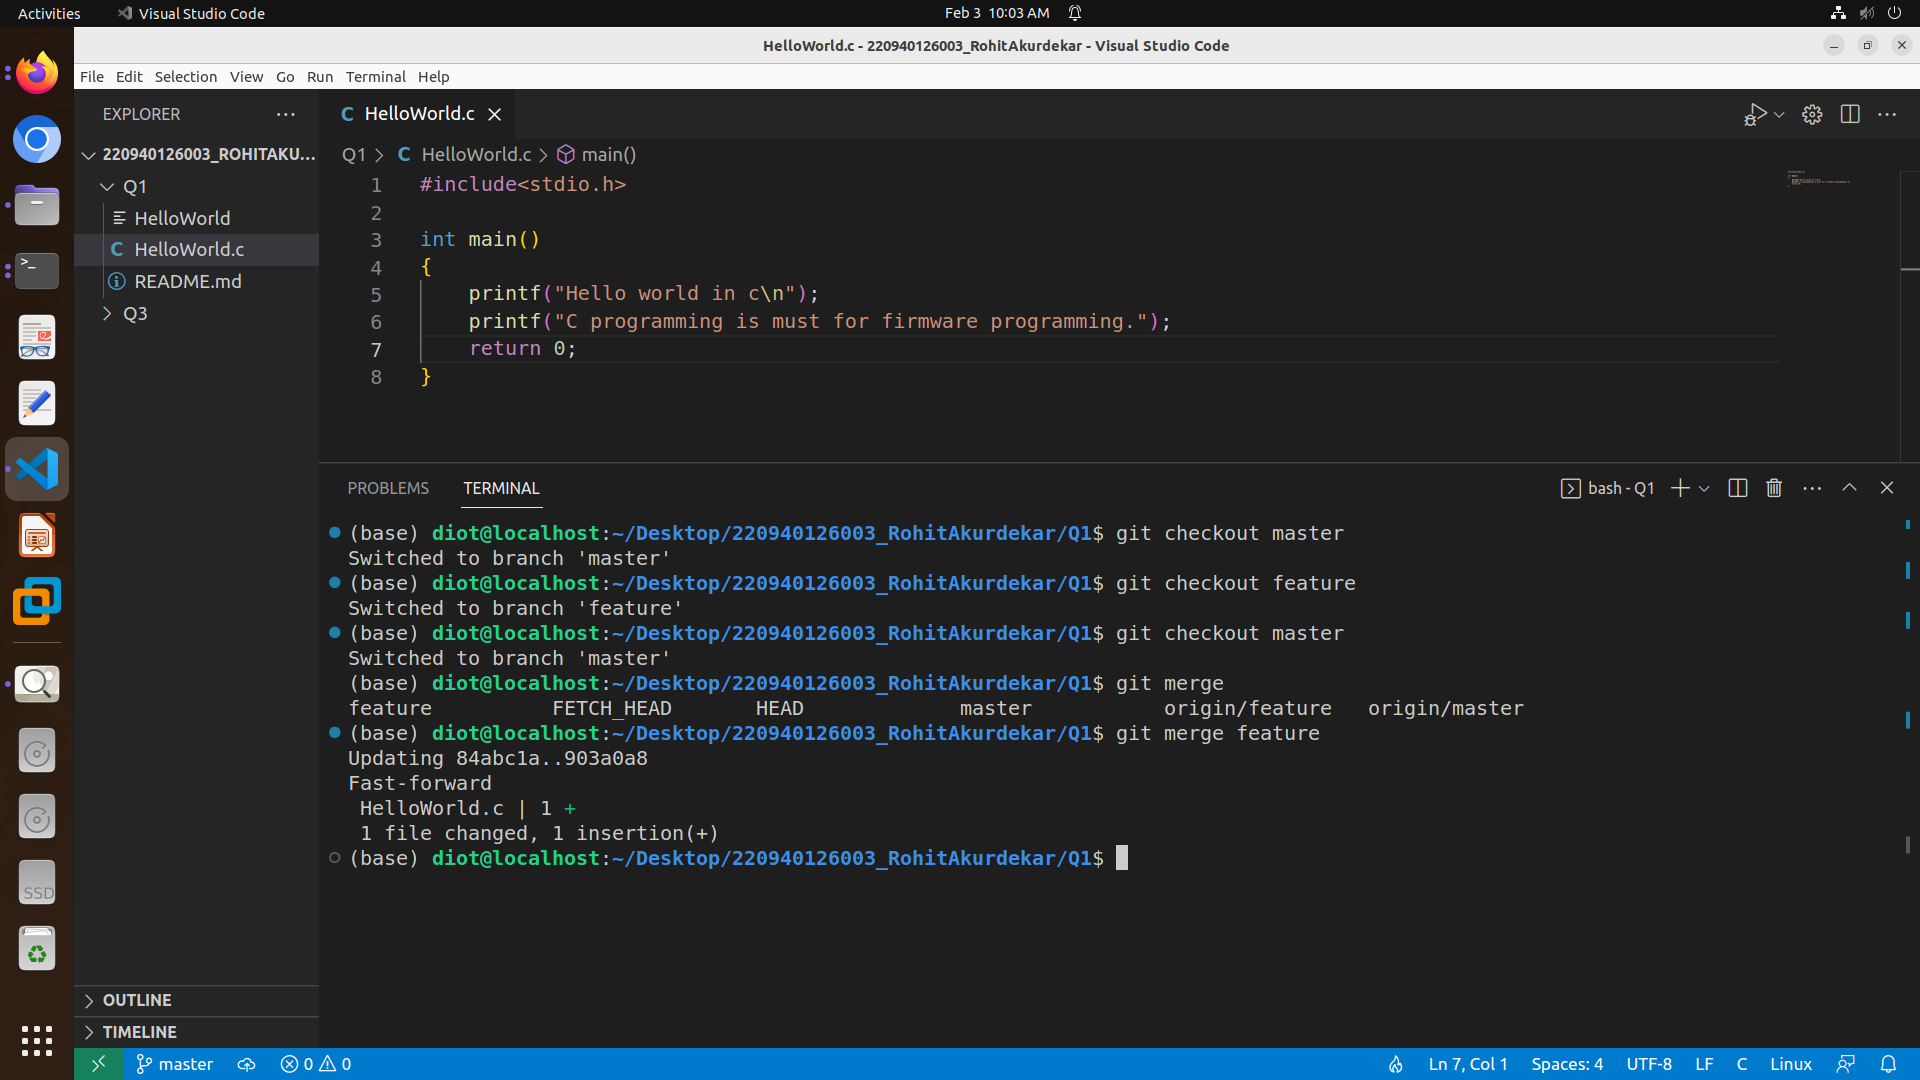 Activities
Visual Studio Code
Feb 3 10:03 AM
HelloWorld.c - 220940126003_RohitAkurdekar - Visual Studio Code
File Edit Selection View Go Run Terminal Help
EXPLORER
220940126003_ROHITAKU...
Q1
HelloWorld
C HelloWorld.c
README.md
Q3
OUTLINE
TIMELINE
C HelloWorld.c
Q1 > C HelloWorld.c > main()
1 #include<stdio.h>
2
3 int main()
4 {
5 printf("Hello world in c\n");
6 printf("C programming is must for firmware programming.");
7 return 0;
8 }
PROBLEMS TERMINAL
bash - Q1
(base) diot@localhost:~/Desktop/220940126003_RohitAkurdekar/Q1$ git checkout master
Switched to branch 'master'
(base) diot@localhost:~/Desktop/220940126003_RohitAkurdekar/Q1$ git checkout feature
Switched to branch 'feature'
(base) diot@localhost:~/Desktop/220940126003_RohitAkurdekar/Q1$ git checkout master
Switched to branch 'master'
(base) diot@localhost:~/Desktop/220940126003_RohitAkurdekar/Q1$ git merge
feature FETCH_HEAD HEAD master origin/feature origin/master
(base) diot@localhost:~/Desktop/220940126003_RohitAkurdekar/Q1$ git merge feature
Updating 84abc1a..903a0a8
Fast-forward
HelloWorld.c | 1 +
1 file changed, 1 insertion(+)
(base) diot@localhost:~/Desktop/220940126003_RohitAkurdekar/Q1$
SSD
master
0 0
Ln 7, Col 1 Spaces: 4 UTF-8 LF C Linux